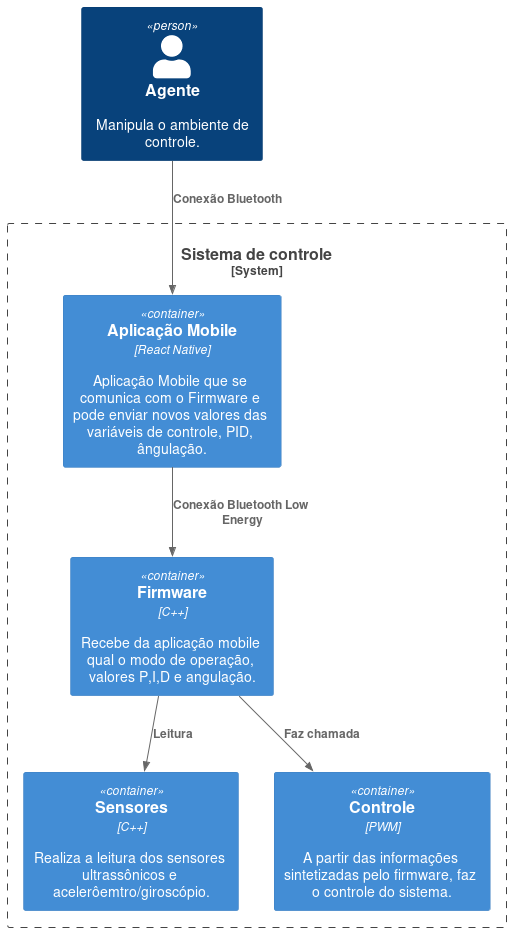 «person»
Agente
Manipula o ambiente de
controle.
Conexão Bluetooth
Sistema de controle
[System]
«container»
Aplicação Mobile
[React Native]
Aplicação Mobile que se
comunica com o Firmware e
pode enviar novos valores das
variáveis de controle, PID,
ângulação.
Conexão Bluetooth Low
Energy
«container»
Firmware
[C++]
Recebe da aplicação mobile
qual o modo de operação,
valores P,I,D e angulação.
Leitura
Faz chamada
«container»
Sensores
[C++]
Realiza a leitura dos sensores
ultrassônicos e
acelerôemtro/giroscópio.
«container»
Controle
[PWM]
A partir das informações
sintetizadas pelo firmware, faz
o controle do sistema.